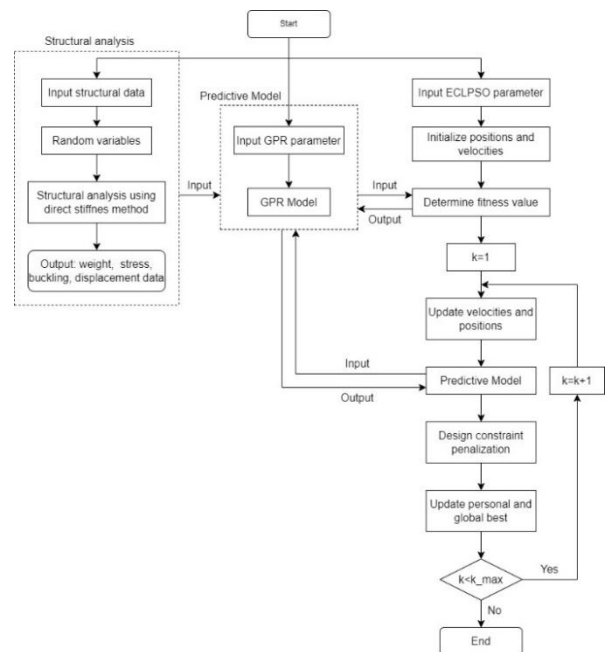 Start
Structural analysis
Input structural data
Random variables
Structural analysis using
direct stiffnes method
Output: weight, stress,
buckling, displacement data
Input
Predictive Model
Input GPR parameter
GPR Model
Input
Output
Input ECLPSO parameter
Initialize positions and
velocities
Determine fitness value
k=1
Update velocities and
positions
Input
Output
Predictive Model
k=k+1
Design constraint
penalization
Update personal and
global best
k<k_max
Yes
No
End